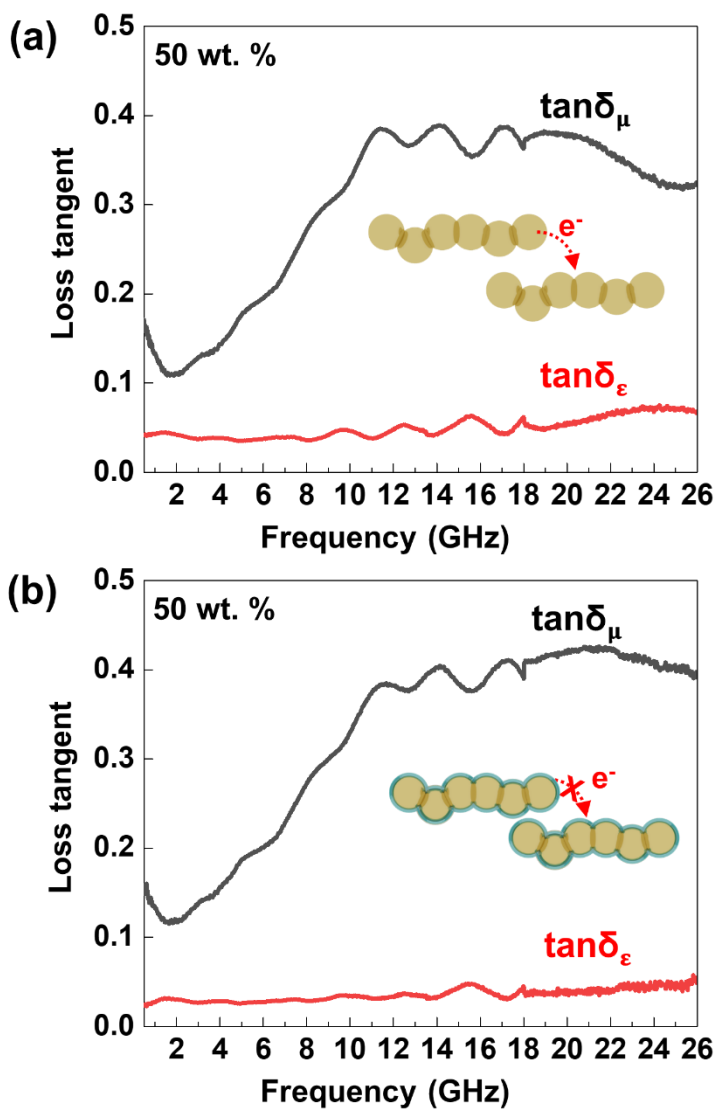 (a)
50 wt. %
tanδμ
e-
tanδε
Loss tangent
0.5
0.4
0.3
0.2
0.1
0.0
2 4 6 8 10 12 14 16 18 20 22 24 26
Frequency (GHz)
(b)
50 wt. %
tanδμ
e-
tanδε
Loss tangent
0.5
0.4
0.3
0.2
0.1
0.0
2 4 6 8 10 12 14 16 18 20 22 24 26
Frequency (GHz)